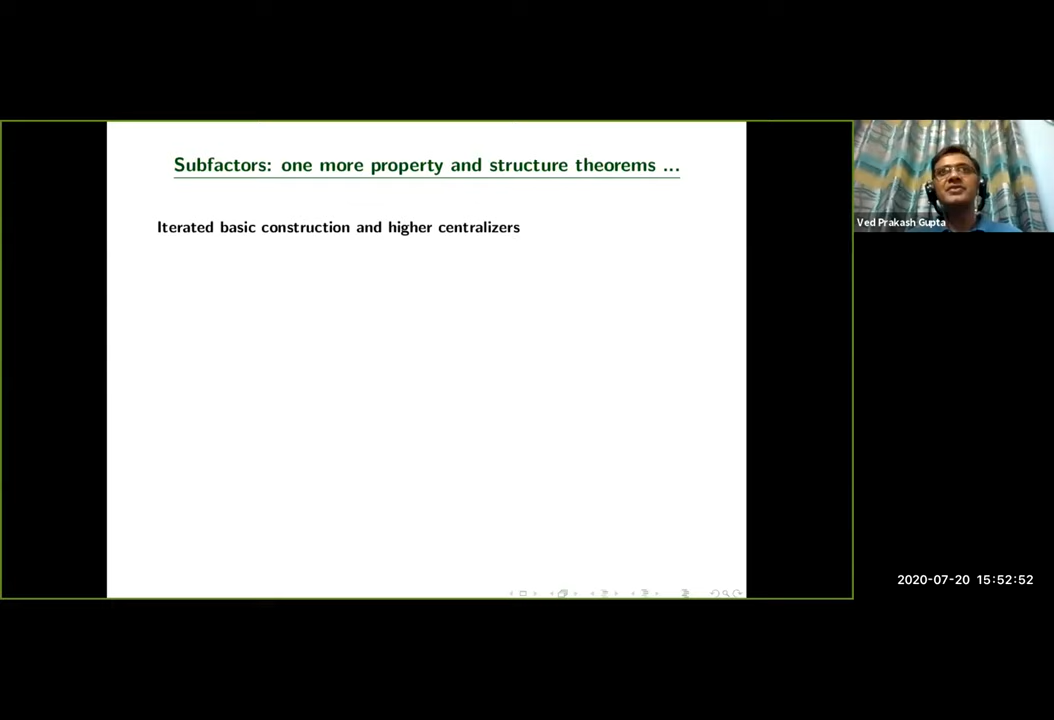 Subfactors: one more property and structure theorems ...
Iterated basic construction and higher centralizers
Ved Prakash Gupta
2020-07-20 15:52:52